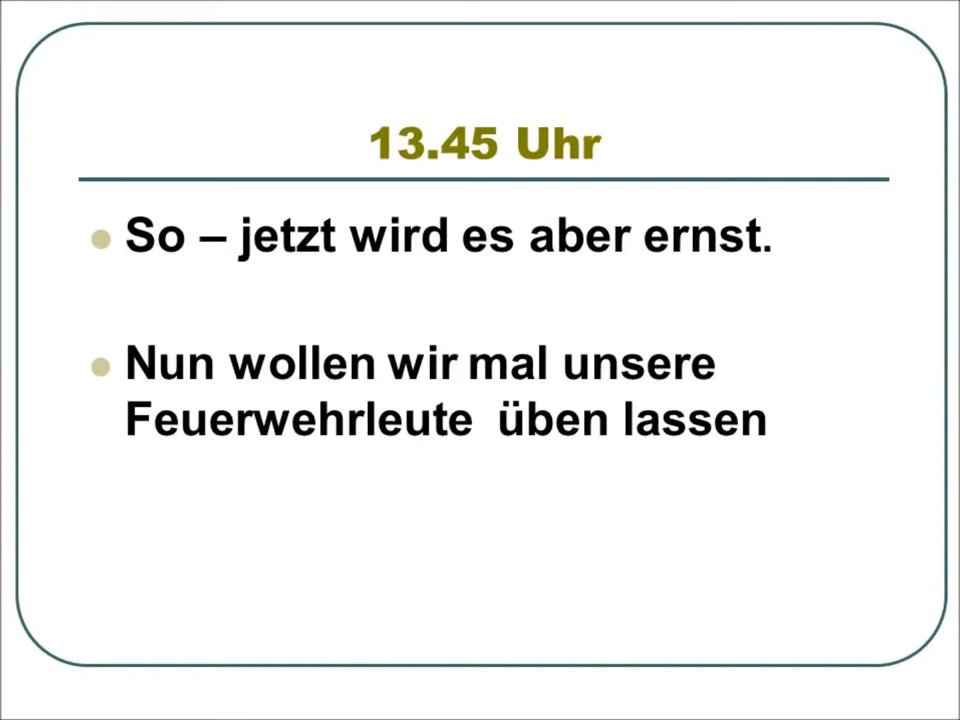 13.45 Uhr
So – jetzt wird es aber ernst.
Nun wollen wir mal unsere
Feuerwehrleute üben lassen